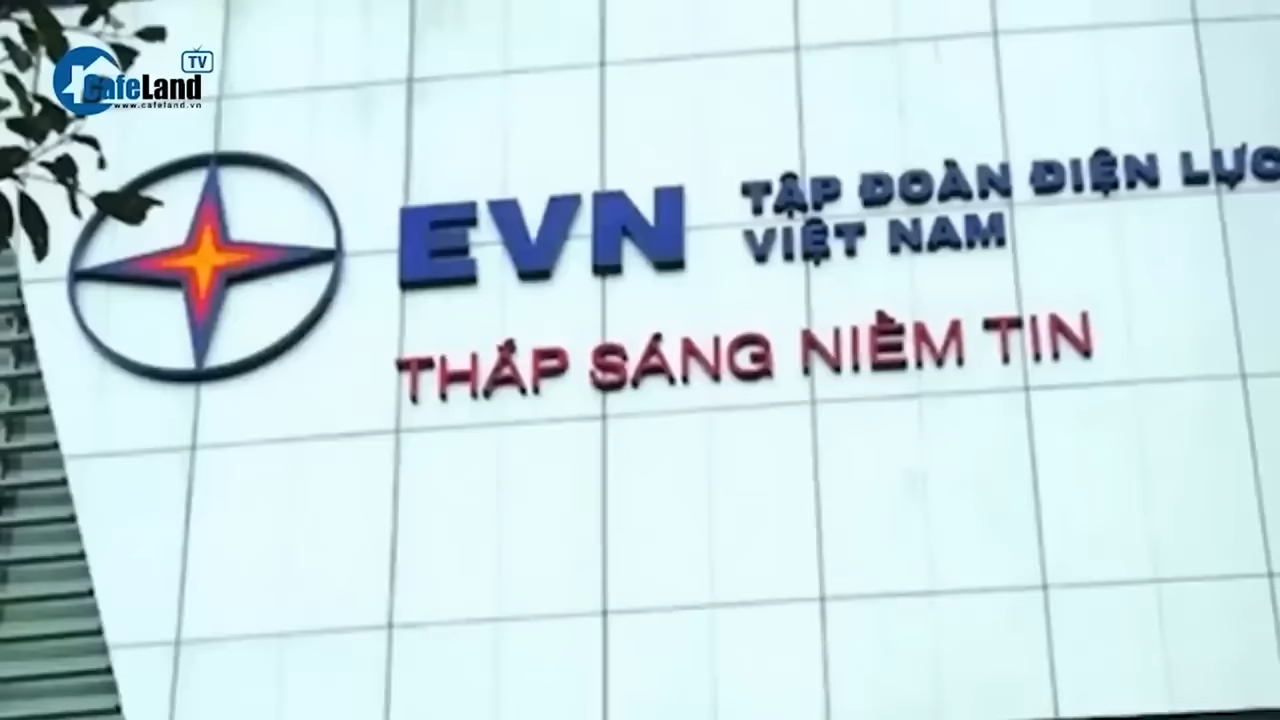 TV
CafeLand
www.cafeland.vn
EVN
TẬP ĐOÀN ĐIỆN LỰC
VIỆT NAM
THẮP SÁNG NIỀM TIN